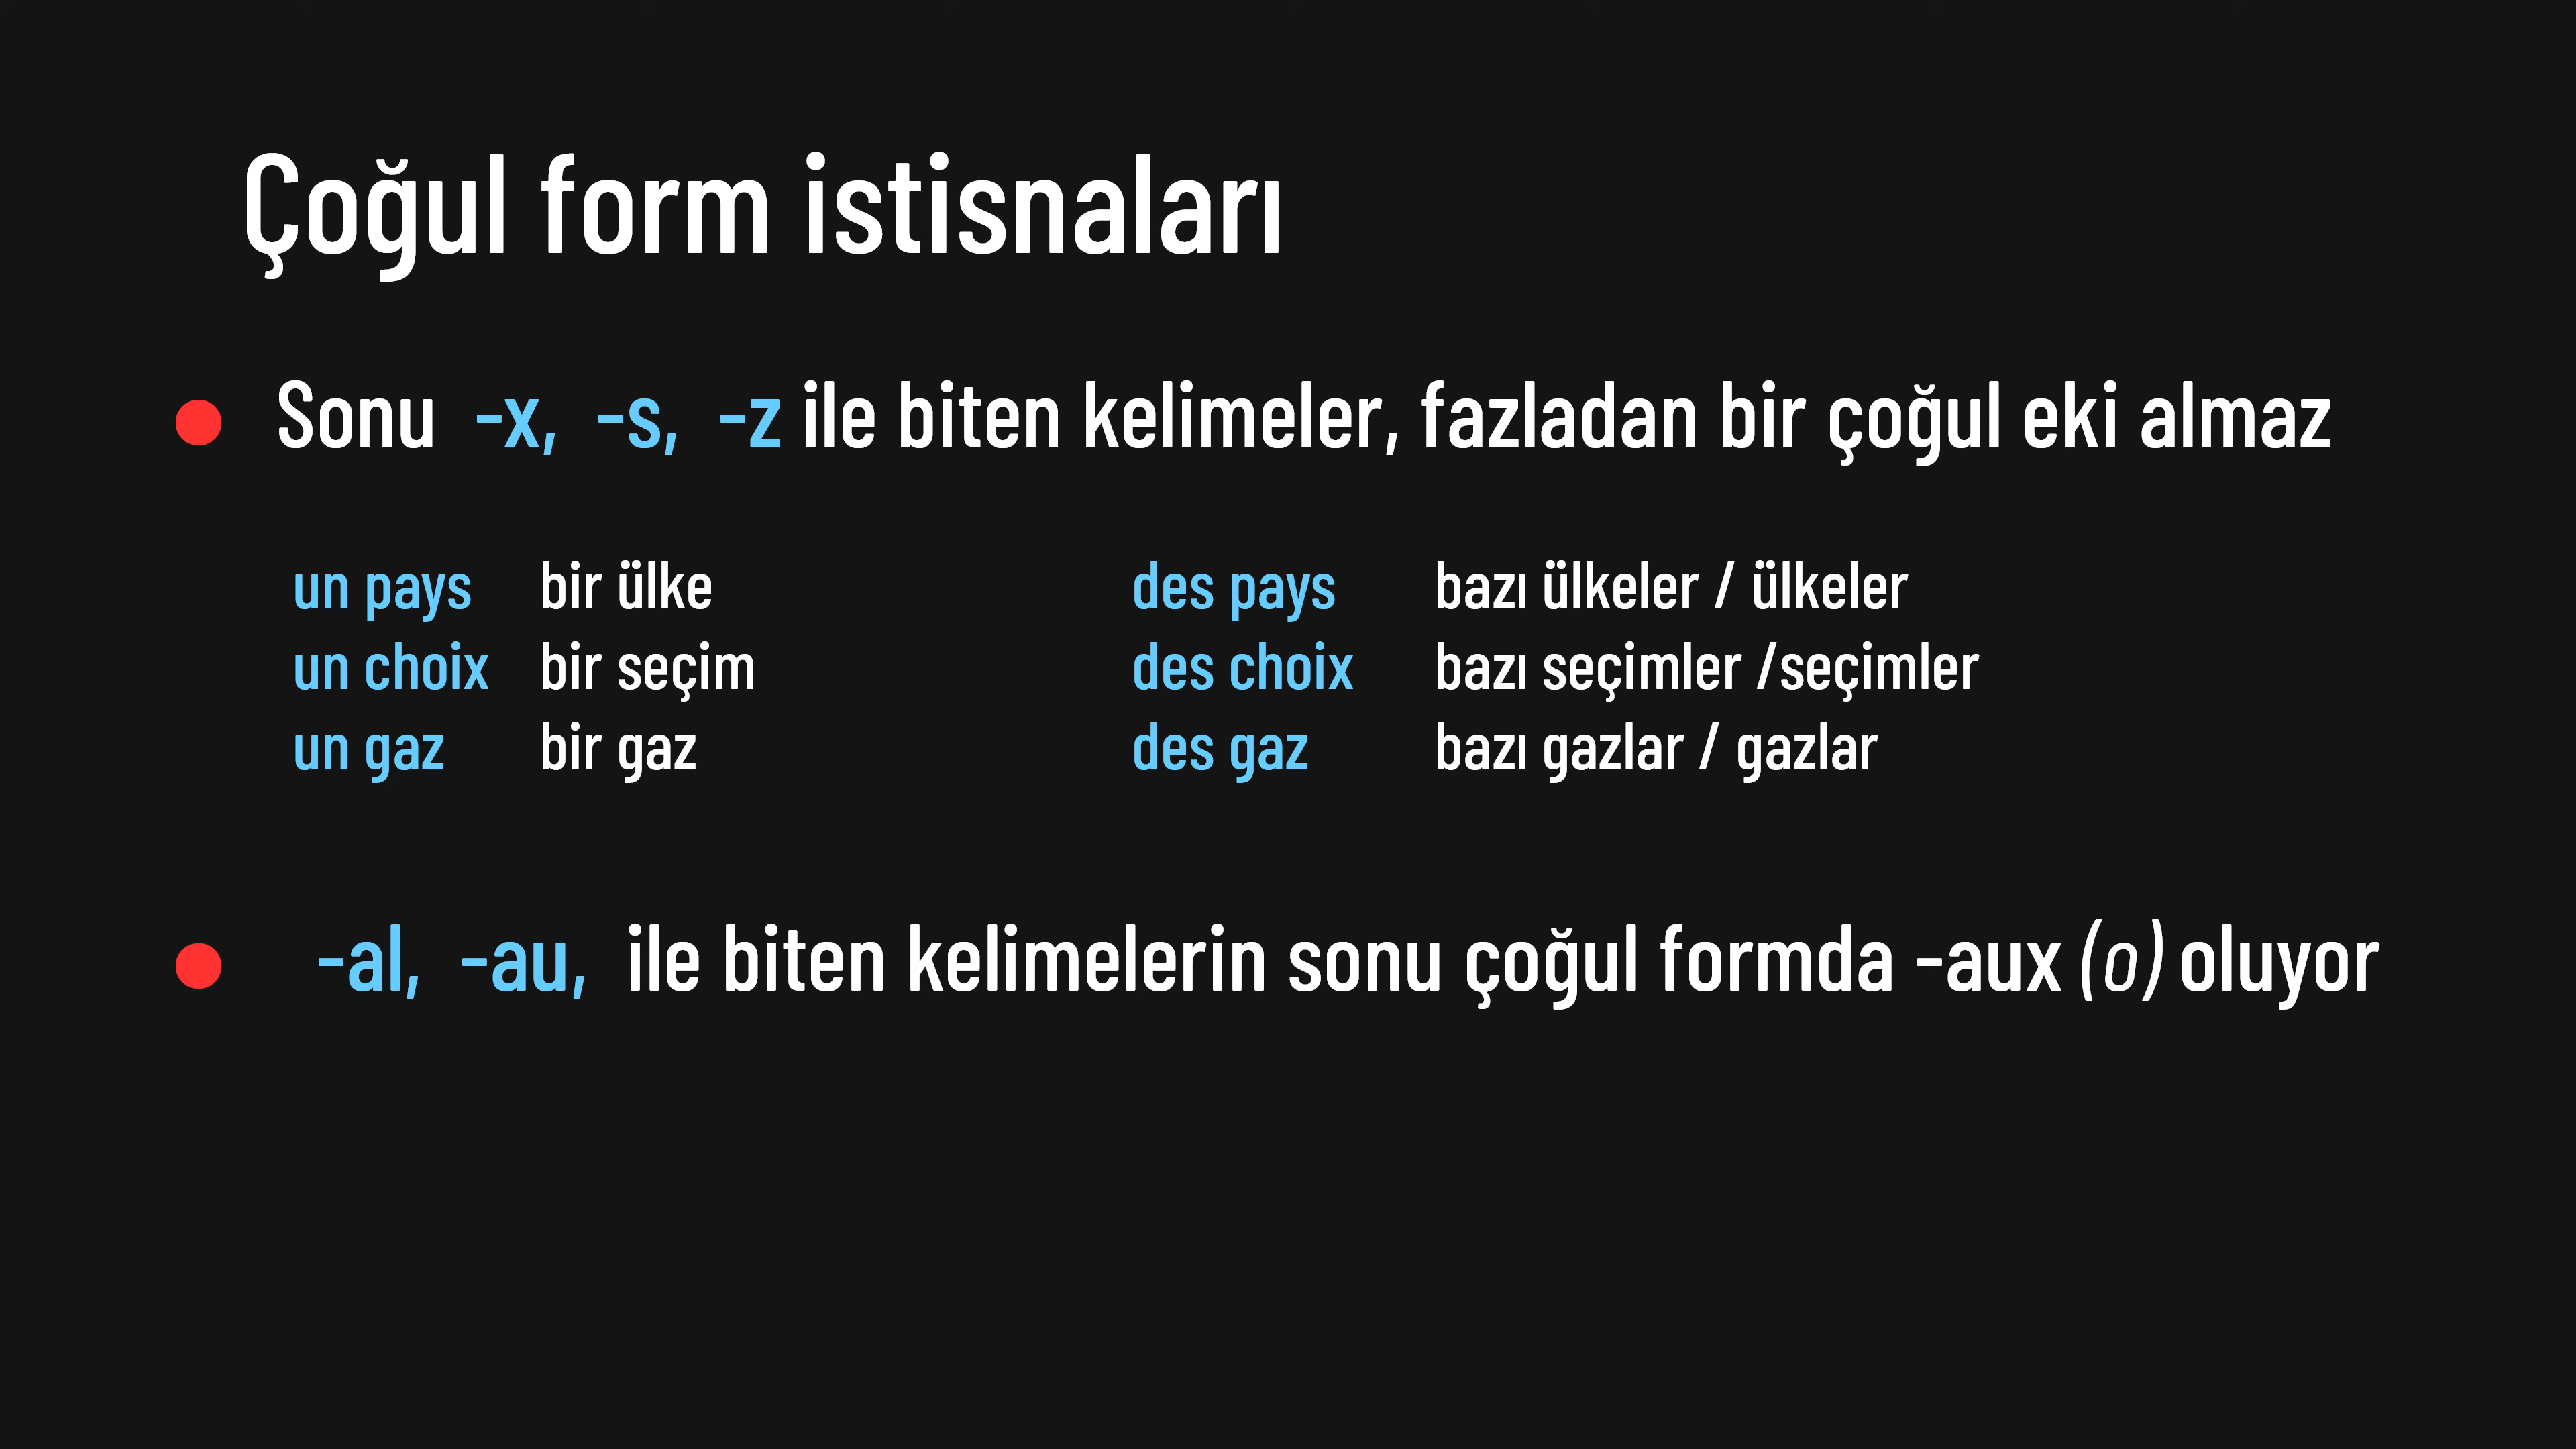 Çoğul form istisnaları
Sonu -x, -s, -z ile biten kelimeler, fazladan bir çoğul eki almaz
un pays bir ülke des pays bazı ülkeler / ülkeler
un choix bir seçim des choix bazı seçimler /seçimler
un gaz bir gaz des gaz bazı gazlar / gazlar
-al, -au, ile biten kelimelerin sonu çoğul formda -aux (o) oluyor